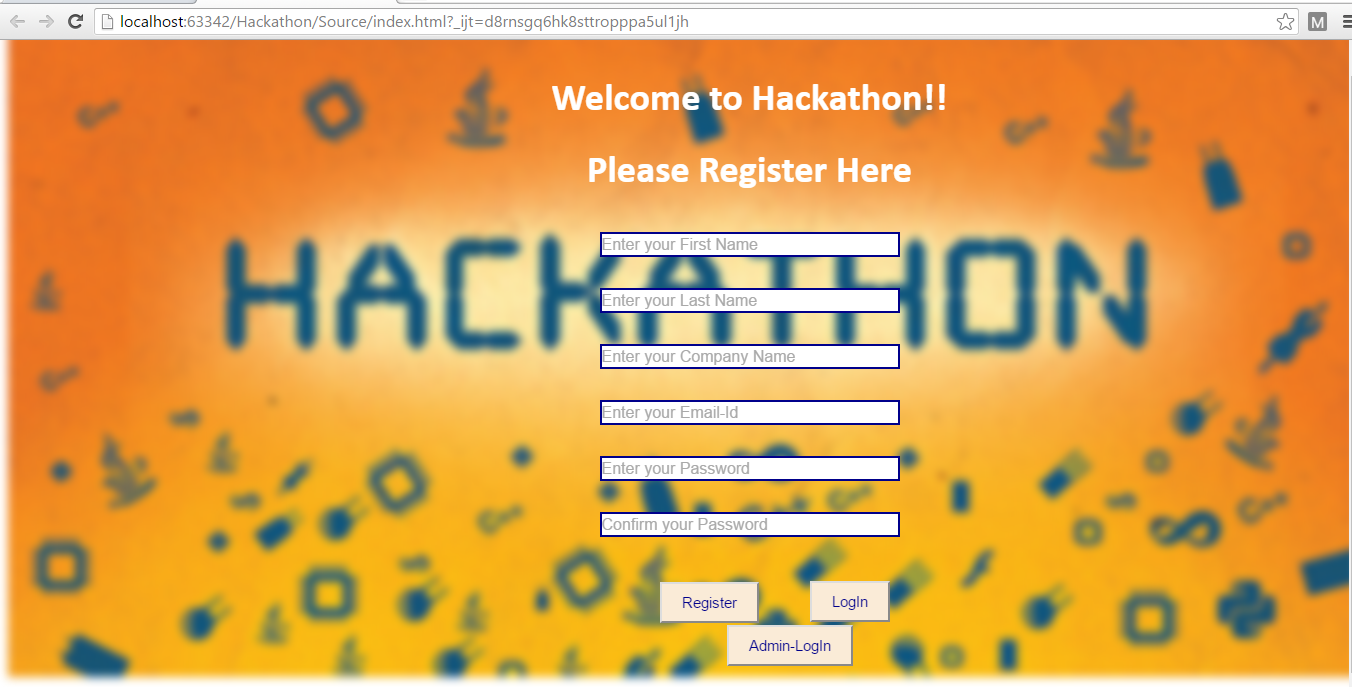 localhost:63342/Hackathon/Source/index.html?_ijt=d8rnsgq6hk8sttropppa5ul1jh
M
C++
C++
C++
Welcome to Hackathon!!
Please Register Here
Enter your First Name
HACKATHON
Enter your Last Name
Enter your Company Name
C++
Enter your Email-Id
Enter your Password
C++
C++
C++
C++
Confirm your Password
Register
LogIn
Admin-LogIn